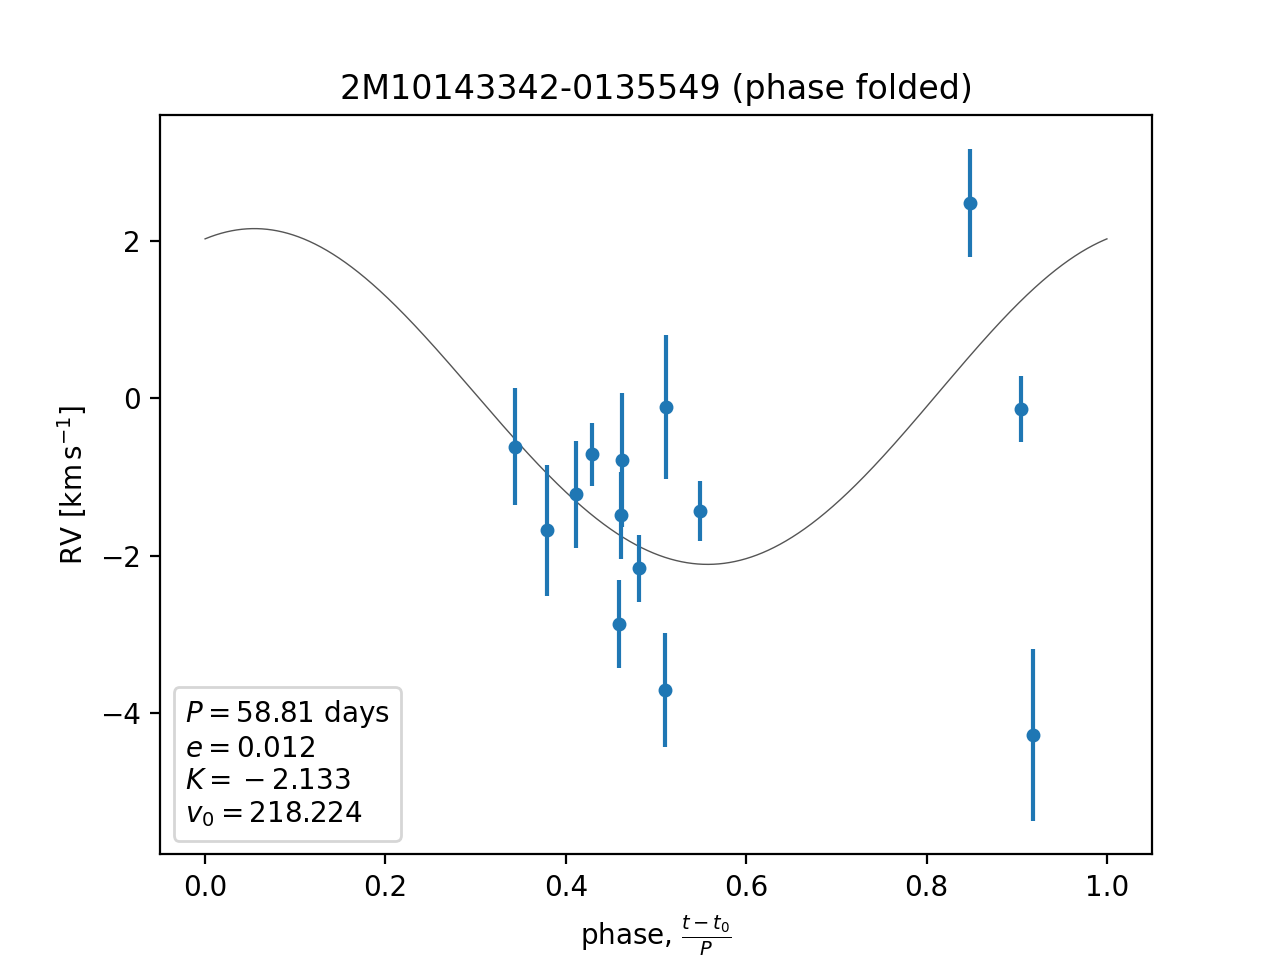 2M10143342-0135549 (phase folded)
RV [km s⁻¹]
2
0
−2
−4
P = 58.81 days
e = 0.012
K = −2.133
v₀ = 218.224
0.0 0.2 0.4 0.6 0.8 1.0
phase, (t − t₀)/P